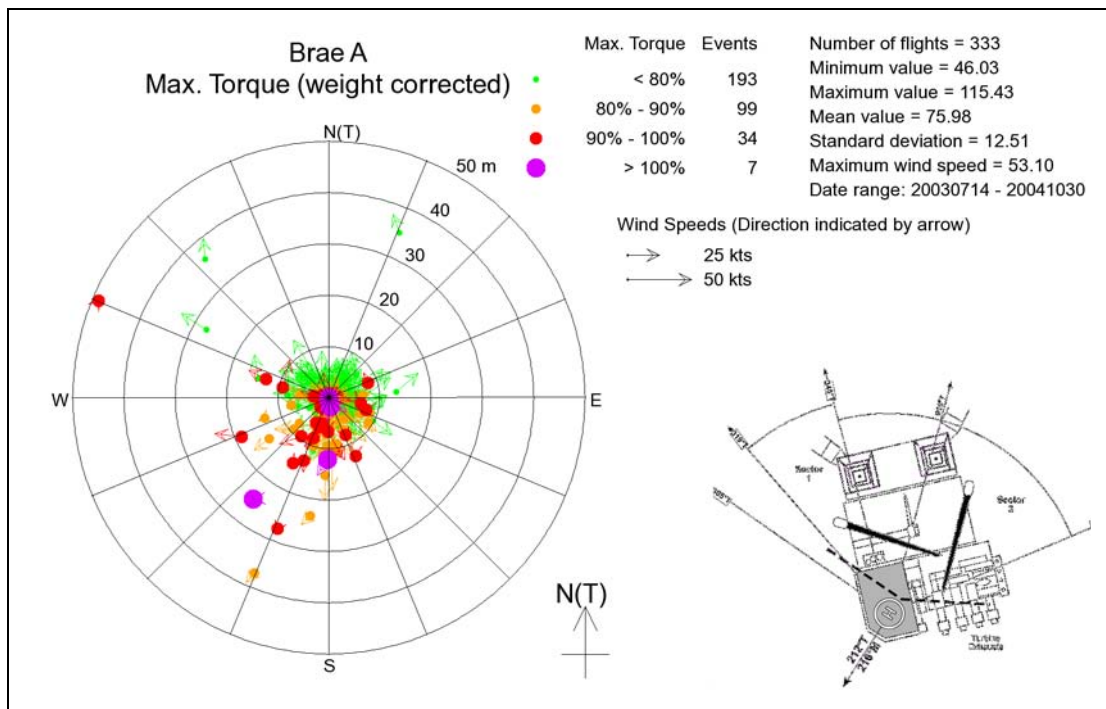 Brae A
Max. Torque (weight corrected)
Max. Torque Events
< 80% 193
80% - 90% 99
90% - 100% 34
> 100% 7
Number of flights = 333
Minimum value = 46.03
Maximum value = 115.43
Mean value = 75.98
Standard deviation = 12.51
Maximum wind speed = 53.10
Date range: 20030714 - 20041030
Wind Speeds (Direction indicated by arrow)
25 kts
50 kts
N(T)
50 m
40
30
20
10
W
E
S
N(T)
Sector
1
Sector
2
H
Turbine
Exhausts
212°T